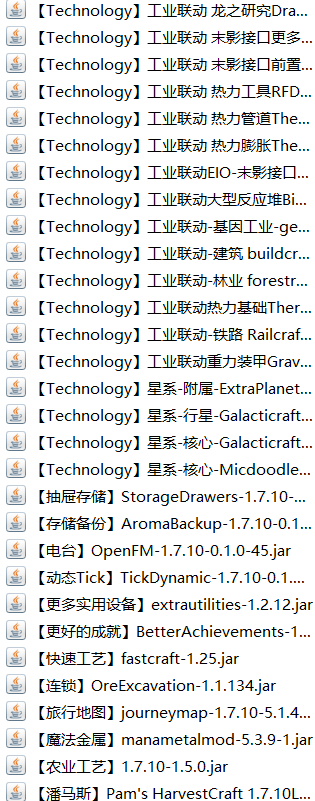 【Technology】工业联动 龙之研究Dra...
【Technology】工业联动 末影接口更多...
【Technology】工业联动 末影接口前置...
【Technology】工业联动 热力工具RFD...
【Technology】工业联动 热力管道The...
【Technology】工业联动 热力膨胀The...
【Technology】工业联动EIO-末影接口...
【Technology】工业联动大型反应堆Bi...
【Technology】工业联动-基因工业-ge...
【Technology】工业联动-建筑 buildcr...
【Technology】工业联动-林业 forestr...
【Technology】工业联动热力基础Ther...
【Technology】工业联动-铁路 Railcraf...
【Technology】工业联动重力装甲Grav...
【Technology】星系-附属-ExtraPlanet...
【Technology】星系-行星-Galacticraft...
【Technology】星系-核心-Galacticraft...
【Technology】星系-核心-Micdoodle...
【抽屉存储】StorageDrawers-1.7.10-...
【存储备份】AromaBackup-1.7.10-0.1...
【电台】OpenFM-1.7.10-0.1.0-45.jar
【动态Tick】TickDynamic-1.7.10-0.1....
【更多实用设备】extrautilities-1.2.12.jar
【更好的成就】BetterAchievements-1...
【快速工艺】fastcraft-1.25.jar
【连锁】OreExcavation-1.1.134.jar
【旅行地图】journeymap-1.7.10-5.1.4...
【魔法金属】manametalmod-5.3.9-1.jar
【农业工艺】1.7.10-1.5.0.jar
【潘马斯】Pam's HarvestCraft 1.7.10L...